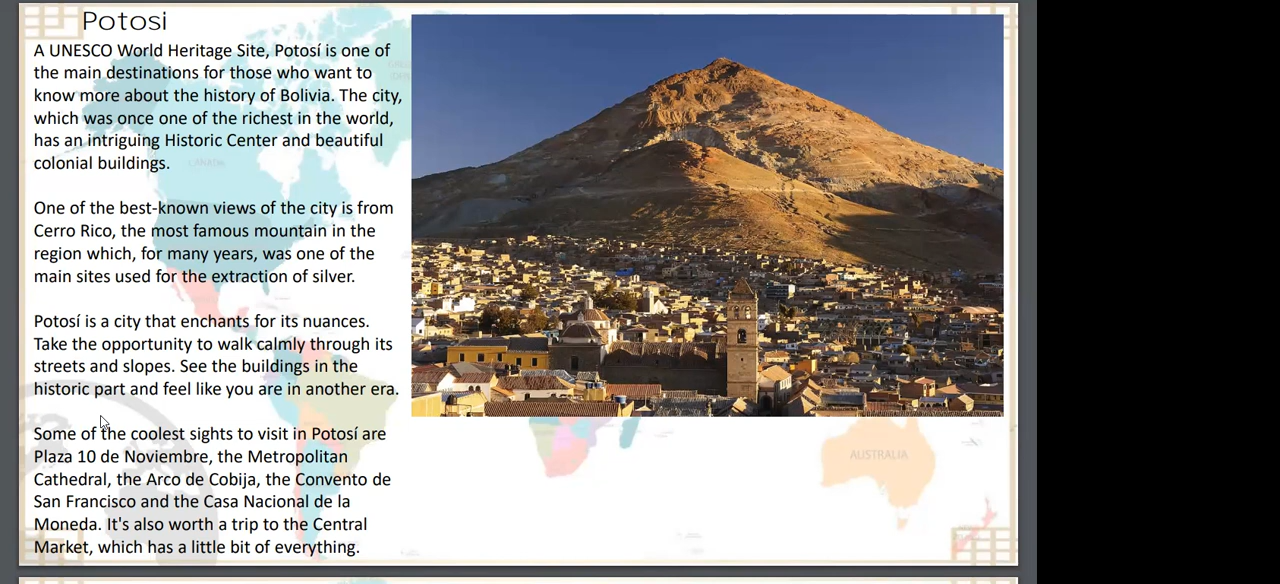 Potosi
A UNESCO World Heritage Site, Potosí is one of
the main destinations for those who want to
know more about the history of Bolivia. The city,
which was once one of the richest in the world,
has an intriguing Historic Center and beautiful
colonial buildings.
One of the best-known views of the city is from
Cerro Rico, the most famous mountain in the
region which, for many years, was one of the
main sites used for the extraction of silver.
Potosí is a city that enchants for its nuances.
Take the opportunity to walk calmly through its
streets and slopes. See the buildings in the
historic part and feel like you are in another era.
Some of the coolest sights to visit in Potosí are
Plaza 10 de Noviembre, the Metropolitan
Cathedral, the Arco de Cobija, the Convento de
San Francisco and the Casa Nacional de la
Moneda. It's also worth a trip to the Central
Market, which has a little bit of everything.
CANADA
AUSTRALIA